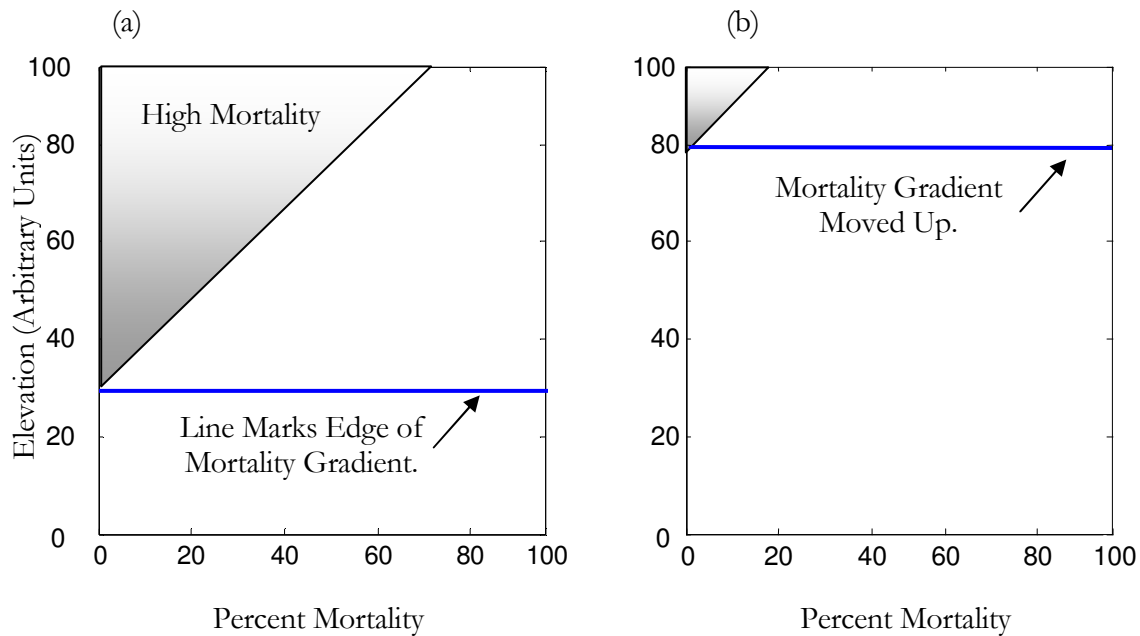 (a)
100
80
60
40
20
0
Elevation (Arbitrary Units)
High Mortality
Line Marks Edge of
Mortality Gradient.
0 20 40 60 80 100
Percent Mortality
(b)
100
80
60
40
20
0
Mortality Gradient
Moved Up.
0 20 40 60 80 100
Percent Mortality